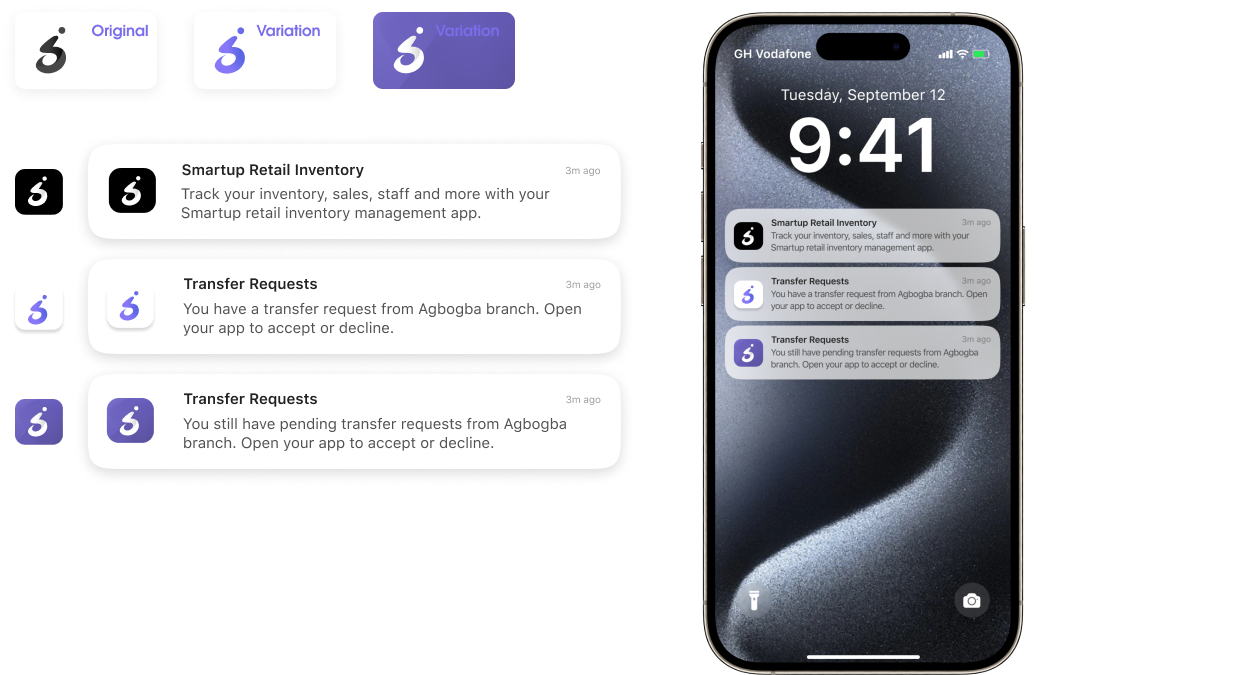 Original
Variation
Variation
Smartup Retail Inventory
3m ago
Track your inventory, sales, staff and more with your
Smartup retail inventory management app.
Transfer Requests
3m ago
You have a transfer request from Agbogba branch. Open
your app to accept or decline.
Transfer Requests
3m ago
You still have pending transfer requests from Agbogba
branch. Open your app to accept or decline.
GH Vodafone
Tuesday, September 12
9:41
Smartup Retail Inventory
3m ago
Track your inventory, sales, staff and more with your
Smartup retail inventory management app.
Transfer Requests
3m ago
You have a transfer request from Agbogba branch. Open
your app to accept or decline.
Transfer Requests
3m ago
You still have pending transfer requests from Agbogba
branch. Open your app to accept or decline.